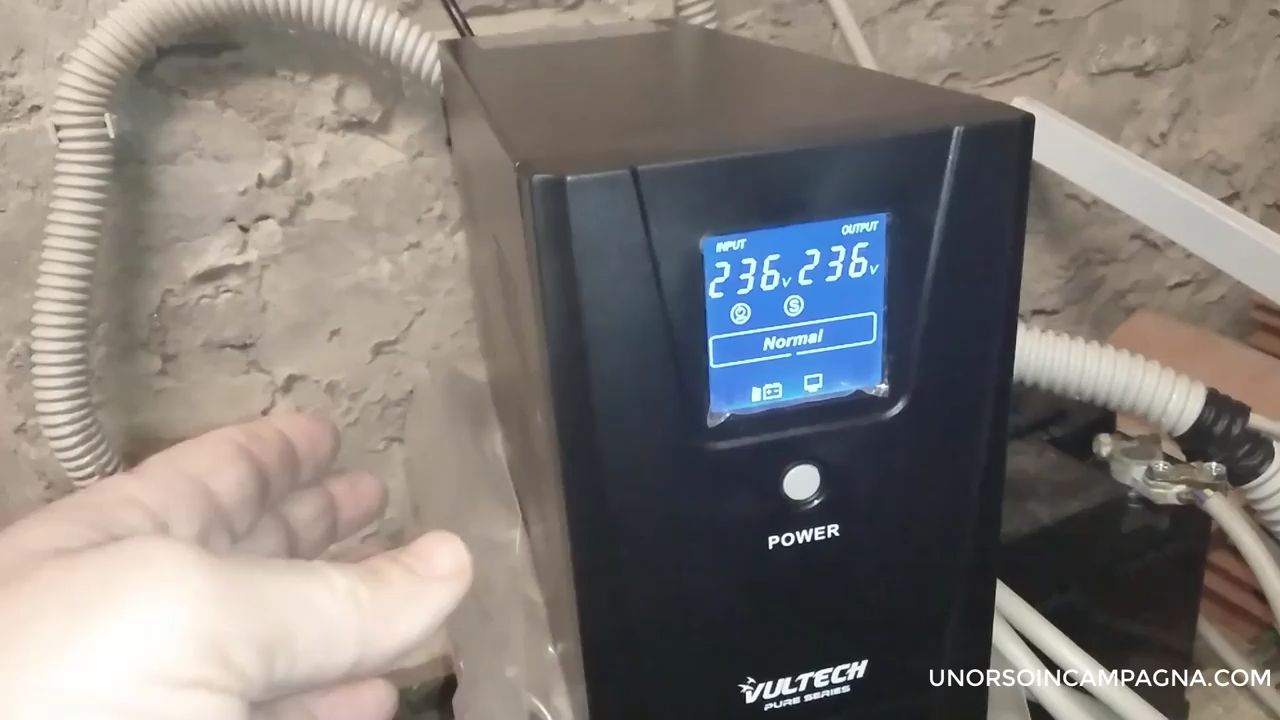 INPUT OUTPUT
236v 236v
S
Normal
POWER
VULTECH
PURE SERIES
UNORSOINCAMPAGNA.COM